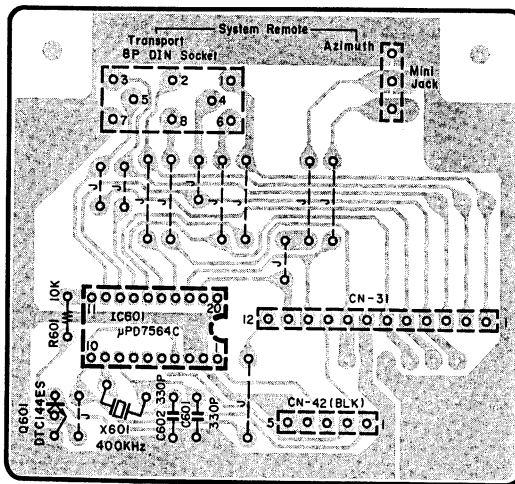 System Remote
Transport
8P DIN Socket
Azimuth
Mini
Jack
3
2
1
5
4
7
8
6
J
J
J
J
J
J
J
J
J
J
10K
R601
11
20
IC601
µPD7564C
10
1
CN-31
12
1
Q601
DTC144ES
J
X601
400KHz
C602 330P
C601
330P
J
CN-42(BLK)
5
1